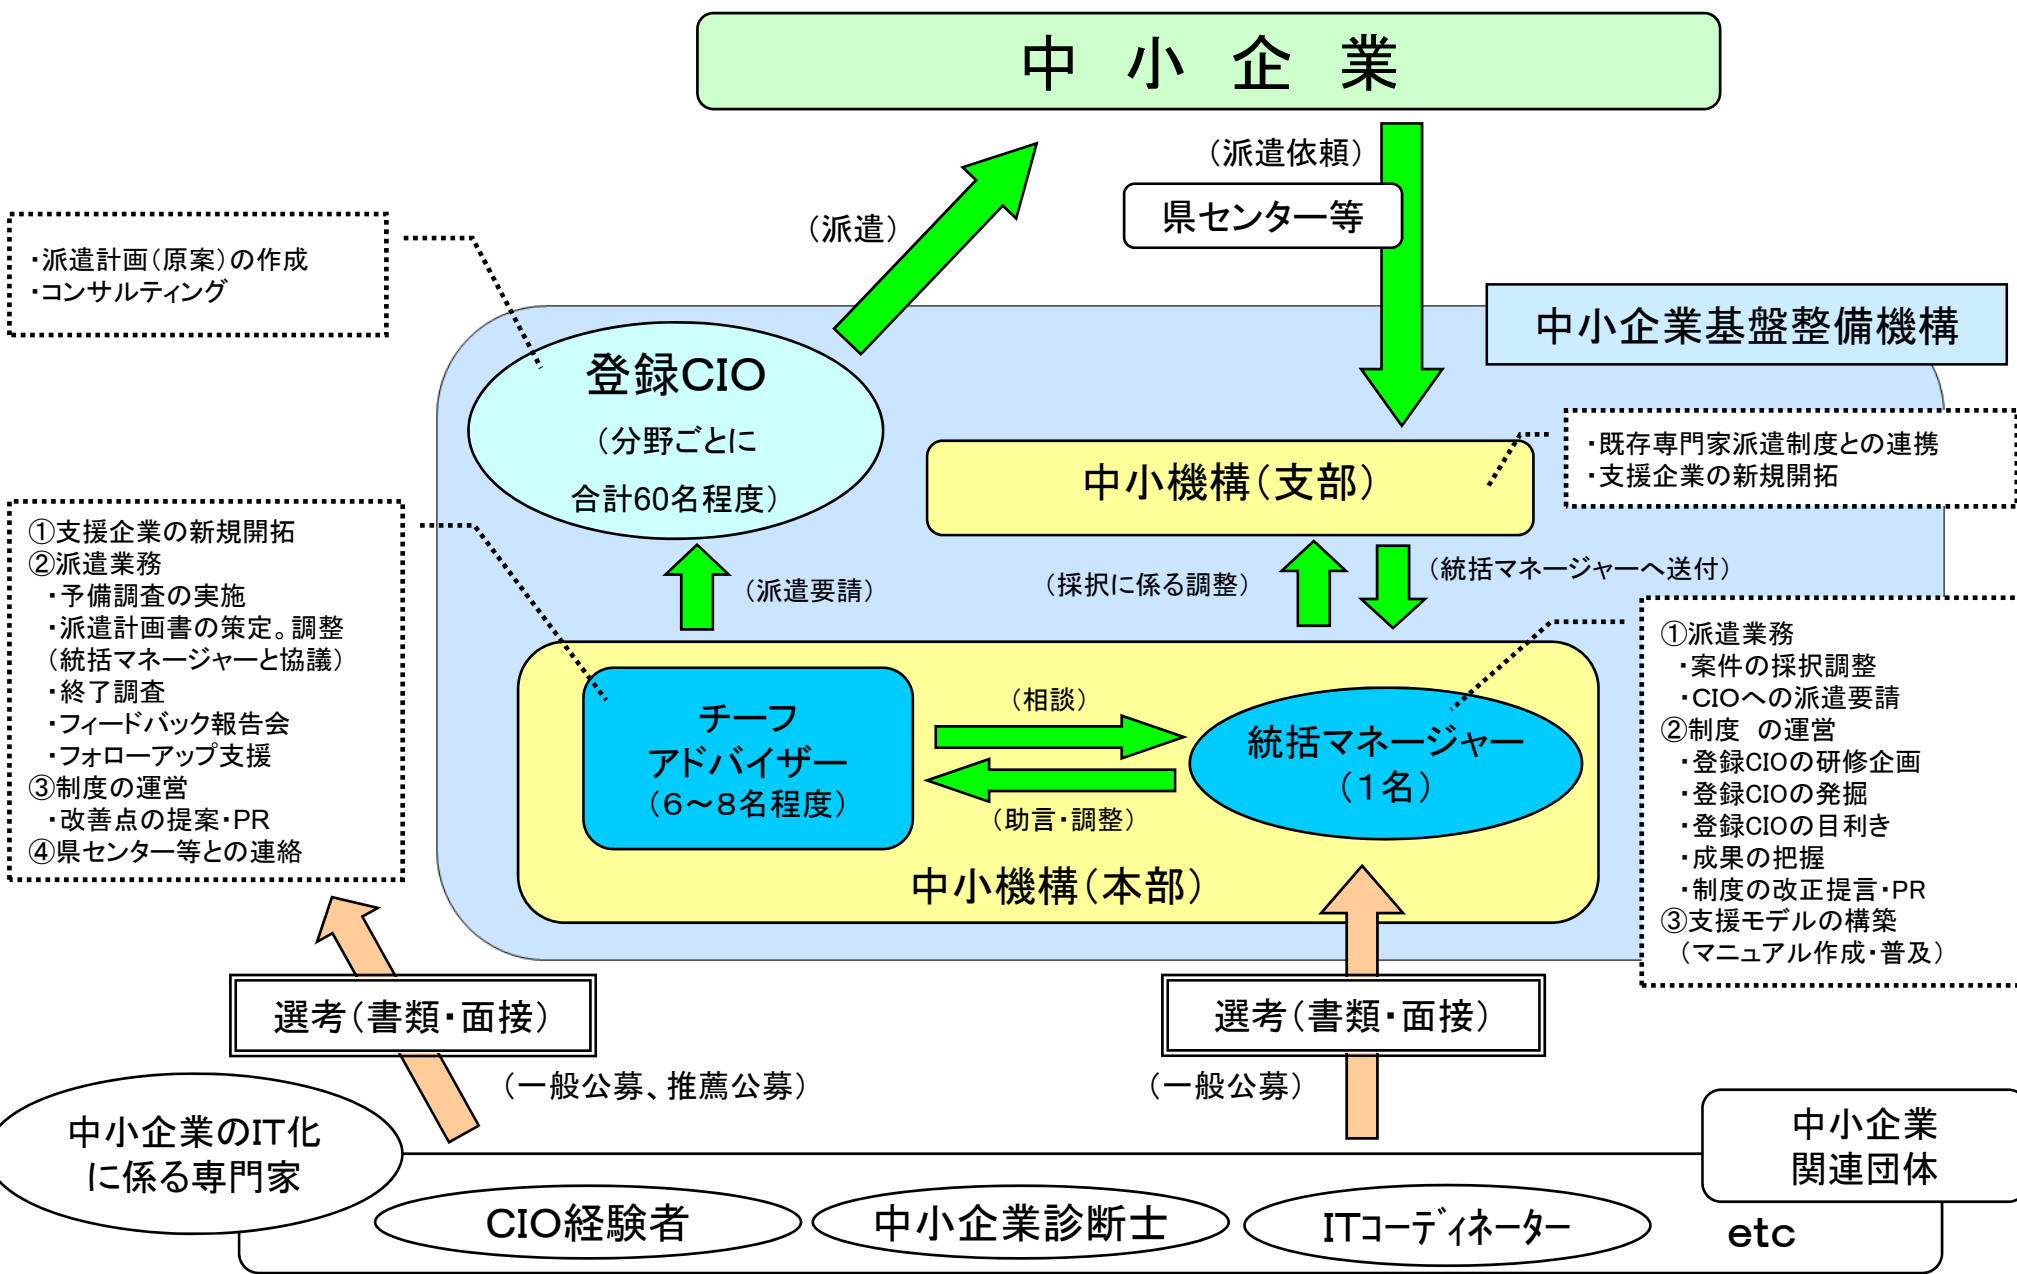 中　小　企　業
（派遣依頼）
県センター等
（派遣）
・派遣計画（原案）の作成
・コンサルティング
中小企業基盤整備機構
登録CIO
（分野ごとに
合計60名程度）
中小機構（支部）
・既存専門家派遣制度との連携
・支援企業の新規開拓
①支援企業の新規開拓
②派遣業務
・予備調査の実施
・派遣計画書の策定。調整
（統括マネージャーと協議）
・終了調査
・フィードバック報告会
・フォローアップ支援
③制度の運営
・改善点の提案・PR
④県センター等との連絡
（派遣要請）
（採択に係る調整）
（統括マネージャーへ送付）
チーフ
アドバイザー
（６～８名程度）
（相談）
（助言・調整）
統括マネージャー
（１名）
中小機構（本部）
①派遣業務
・案件の採択調整
・CIOへの派遣要請
②制度　の運営
・登録CIOの研修企画
・登録CIOの発掘
・登録CIOの目利き
・成果の把握
・制度の改正提言・PR
③支援モデルの構築
（マニュアル作成・普及）
選考（書類・面接）
選考（書類・面接）
（一般公募、推薦公募）
（一般公募）
中小企業のIT化
に係る専門家
中小企業
関連団体
CIO経験者
中小企業診断士
ITコーディネーター
etc